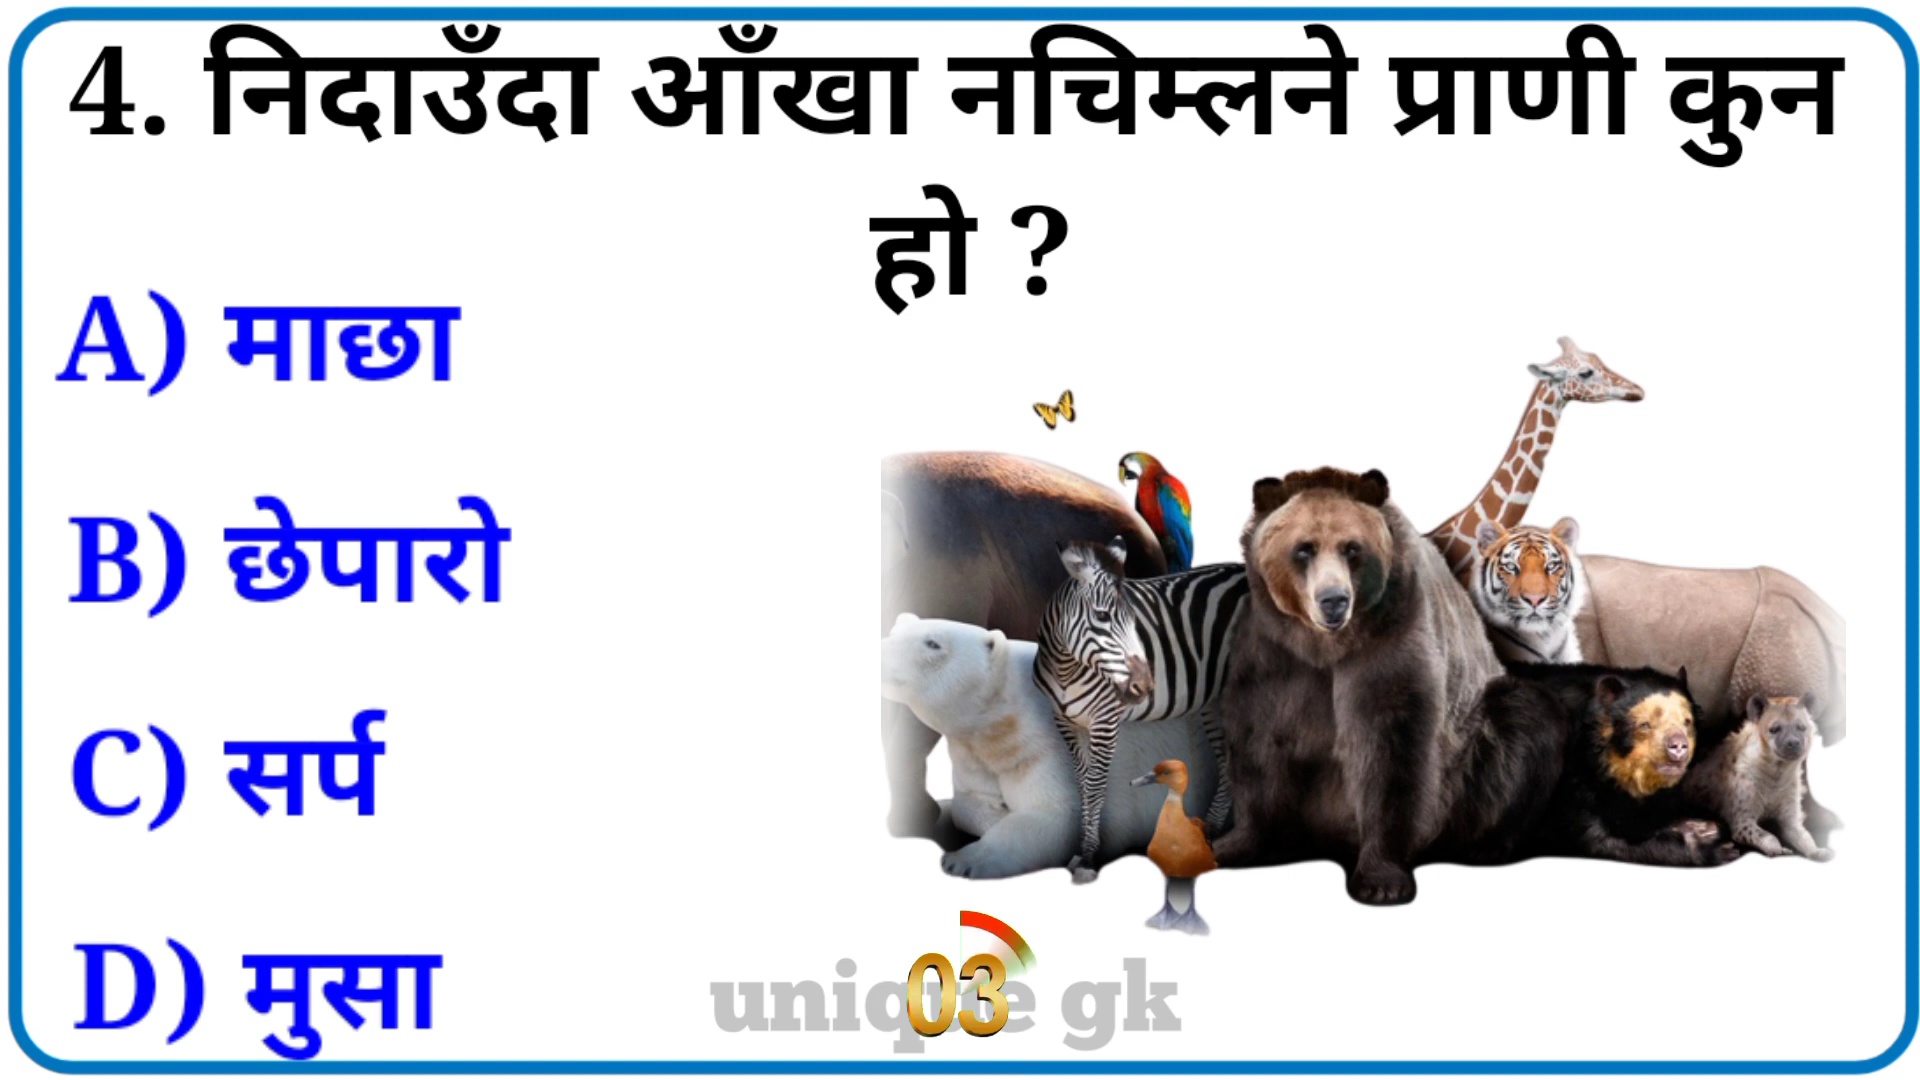 4. निदाउँदा आँखा नचिम्लने प्राणी कुन
हो ?
A) माछा
B) छेपारो
C) सर्प
D) मुसा
unique gk
03